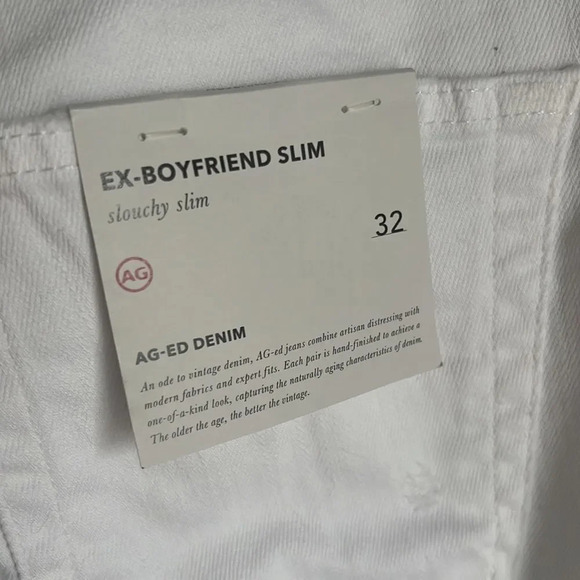 EX-BOYFRIEND SLIM
slouchy slim
32
AG
AG-ED DENIM
An ode to vintage denim, AG-ed jeans combine artisan distressing with
modern fabrics and expert fits. Each pair is hand-finished to achieve a
one-of-a-kind look, capturing the naturally aging characteristics of denim.
The older the age, the better the vintage.